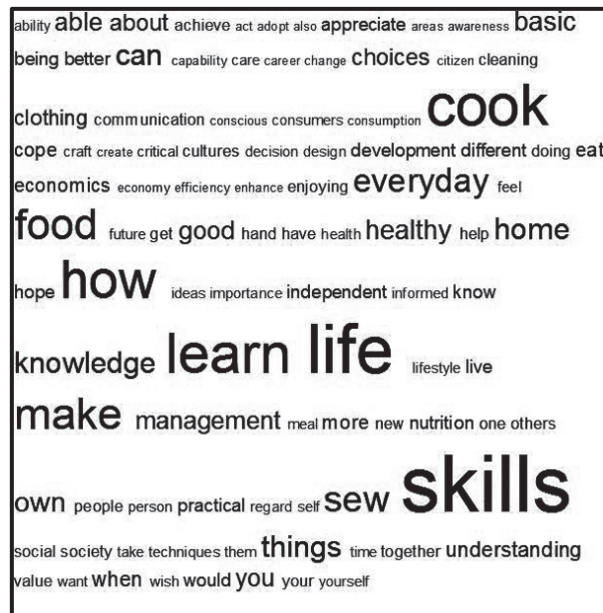 ability able about achieve act adopt also appreciate areas awareness basic
being better can capability care career change choices citizen cleaning
clothing communication conscious consumers consumption cook
cope craft create critical cultures decision design development different doing eat
economics economy efficiency enhance enjoying everyday feel
food future get good hand have health healthy help home
hope how ideas importance independent informed know
knowledge learn life lifestyle live
make management meal more new nutrition one others
own people person practical regard self sew skills
social society take techniques them things time together understanding
value want when wish would you your yourself